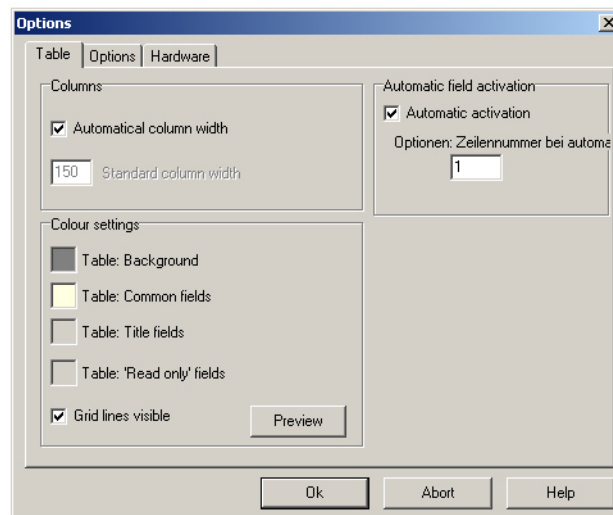 Options
Table Options Hardware
Columns
Automatical column width
150 Standard column width
Automatic field activation
Automatic activation
Optionen: Zeilennummer bei automa
1
Colour settings
Table: Background
Table: Common fields
Table: Title fields
Table: 'Read only' fields
Grid lines visible
Preview
Ok Abort Help